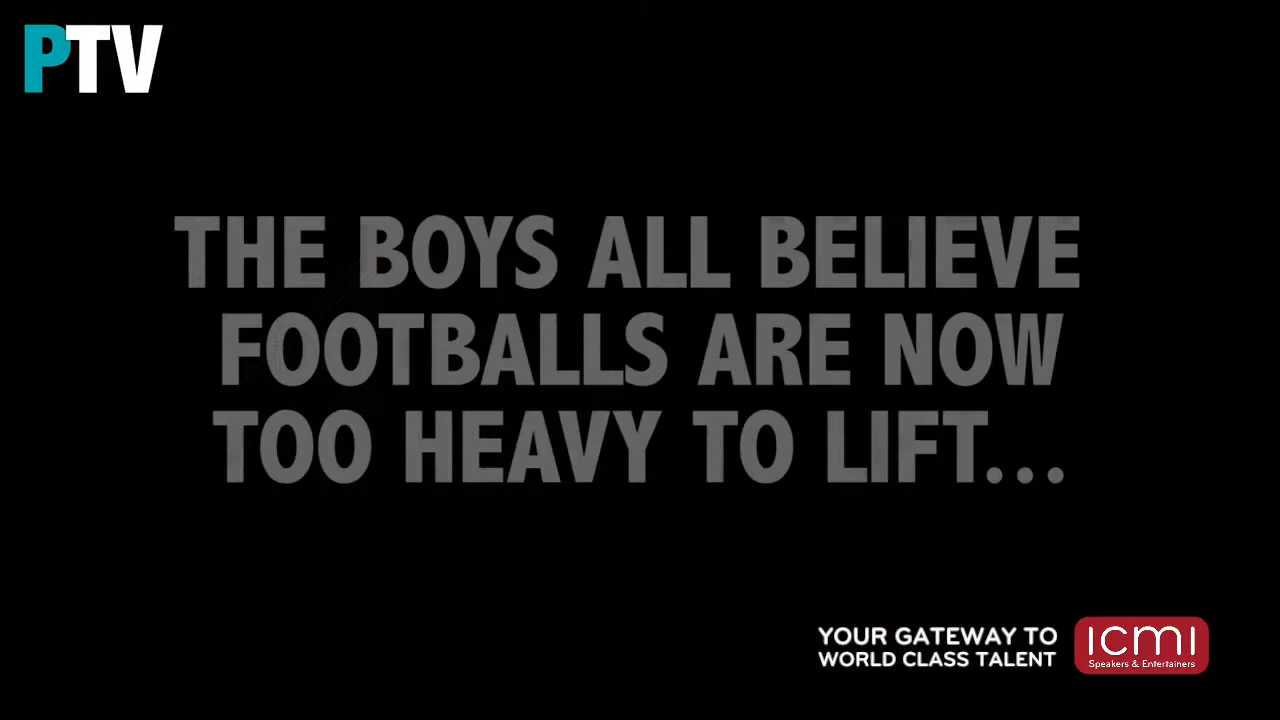 PTV
THE BOYS ALL BELIEVE
FOOTBALLS ARE NOW
TOO HEAVY TO LIFT...
YOUR GATEWAY TO
WORLD CLASS TALENT
ICMI
Speakers & Entertainers